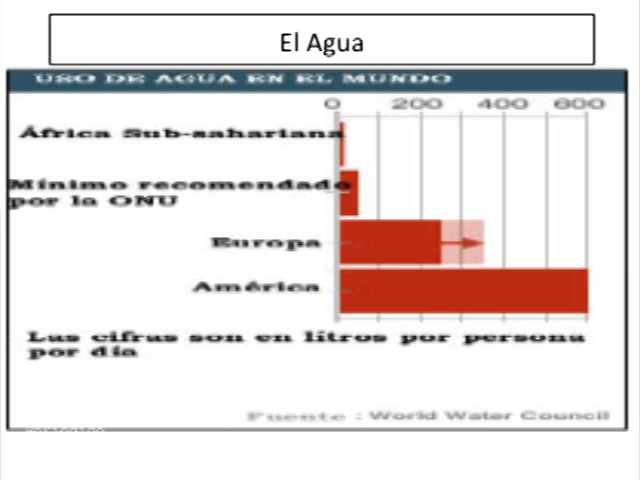 El Agua
USO DE AGUA EN EL MUNDO
0 200 400 600
África Sub-sahariana
Mínimo recomendado
por la ONU
Europa
América
Las cifras son en litros por persona
por día
Fuente : World Water Council